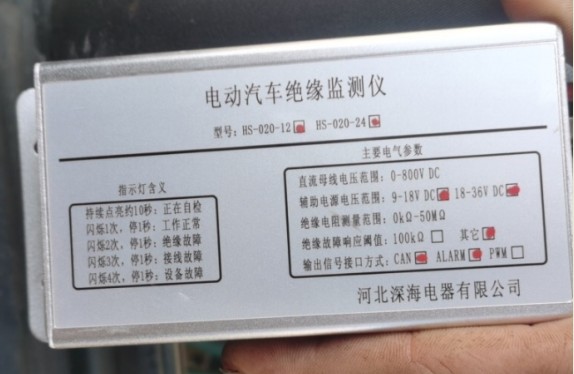 电动汽车绝缘监测仪
型号：HS-020-12□ HS-020-24□
指示灯含义
持续点亮约10秒：正在自检
闪烁1次，停1秒：工作正常
闪烁2次，停1秒：绝缘故障
闪烁3次，停1秒：接线故障
闪烁4次，停1秒：设备故障
主要电气参数
直流母线电压范围：0-800V DC
辅助电源电压范围：9-18V DC□ 18-36V DC□
绝缘电阻测量范围：0kΩ-50MΩ
绝缘故障响应阈值：100kΩ□ 其它□
输出信号接口方式：CAN□ ALARM□ PWM□
河北深海电器有限公司